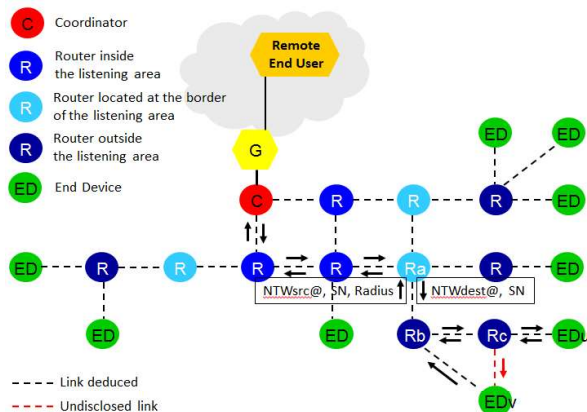 C
Coordinator
R
Router inside
the listening area
R
Router located at the border
of the listening area
R
Router outside
the listening area
ED
End Device
Remote
End User
G
ED
ED
C
R
R
R
ED
ED
R
R
R
R
Ra
R
ED
NTWsrc@, SN, Radius
NTWdest@, SN
ED
ED
Rb
Rc
EDu
EDv
Link deduced
Undisclosed link